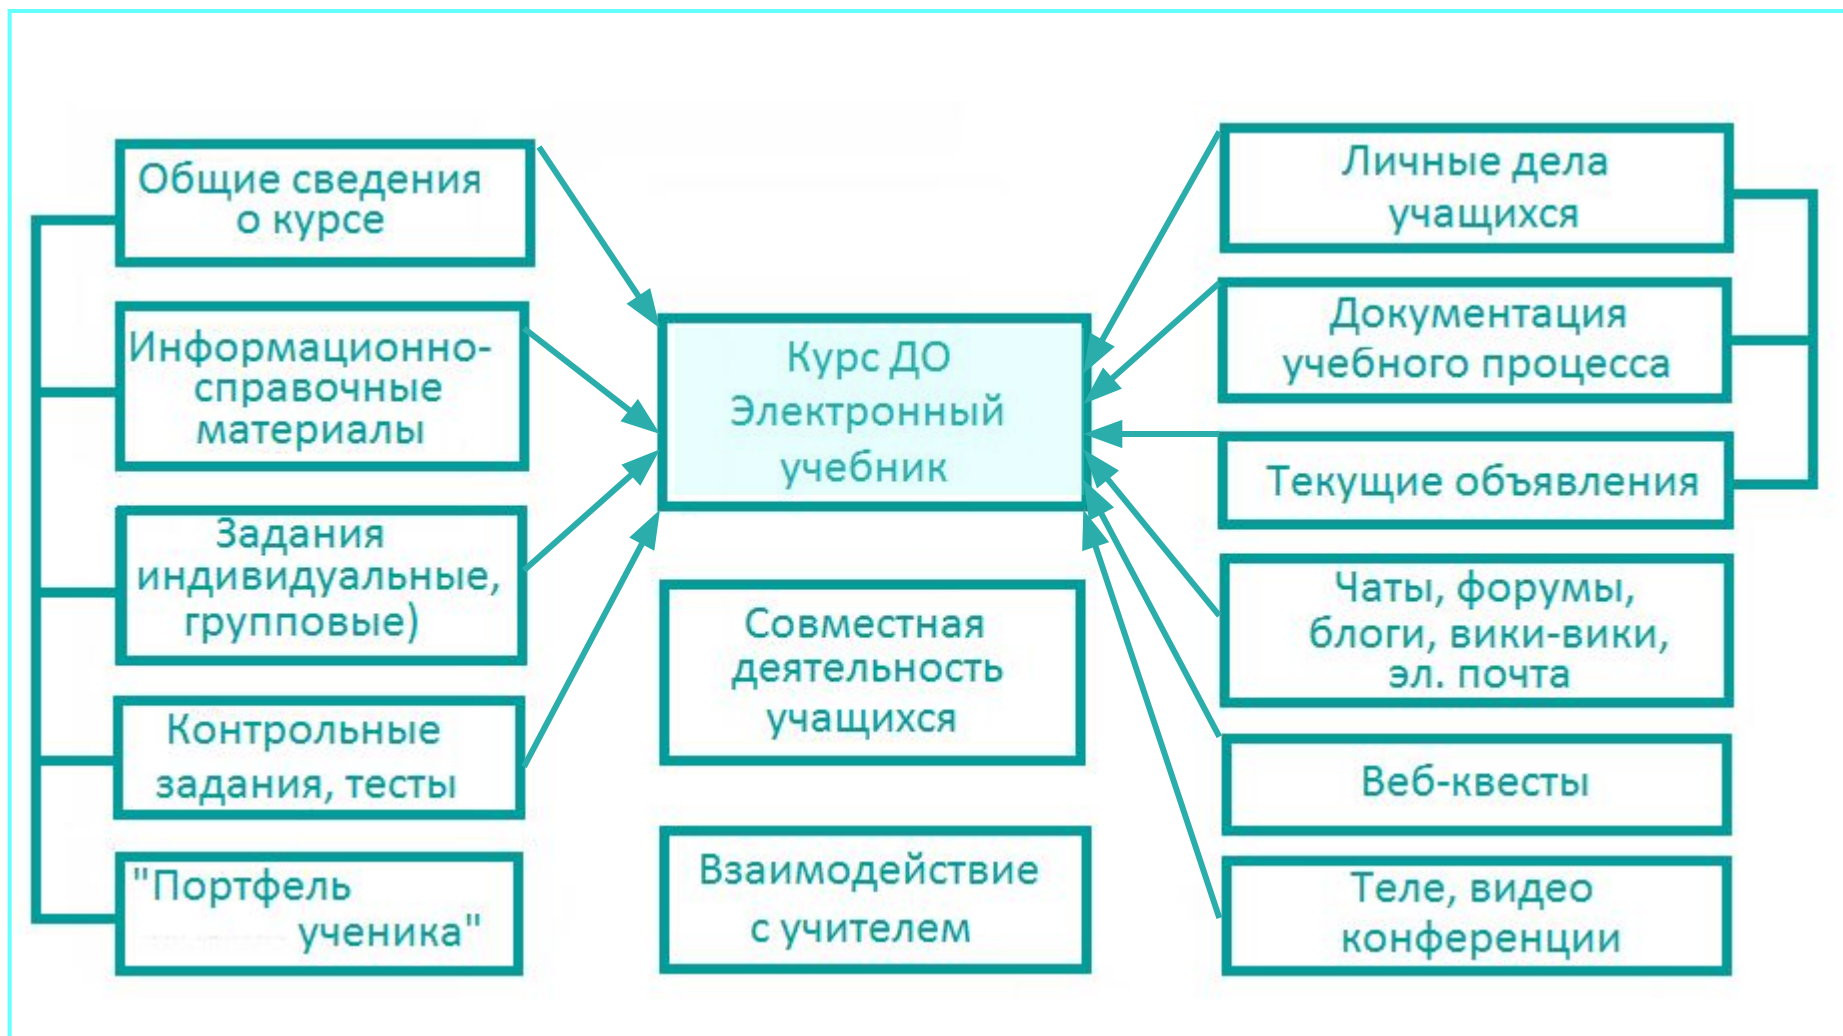 Общие сведения
о курсе
Информационно-
справочные
материалы
Задания
индивидуальные,
групповые)
Контрольные
задания, тесты
"Портфель
ученика"
Курс ДО
Электронный
учебник
Совместная
деятельность
учащихся
Взаимодействие
с учителем
Личные дела
учащихся
Документация
учебного процесса
Текущие объявления
Чаты, форумы,
блоги, вики-вики,
эл. почта
Веб-квесты
Теле, видео
конференции